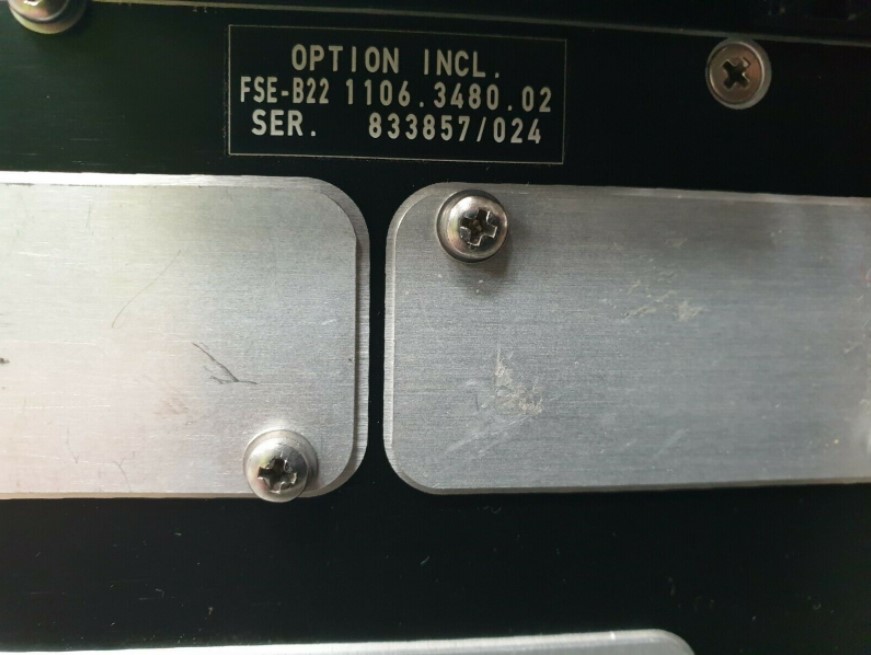 OPTION INCL.
FSE-B22 1106.3480.02
SER. 833857/024